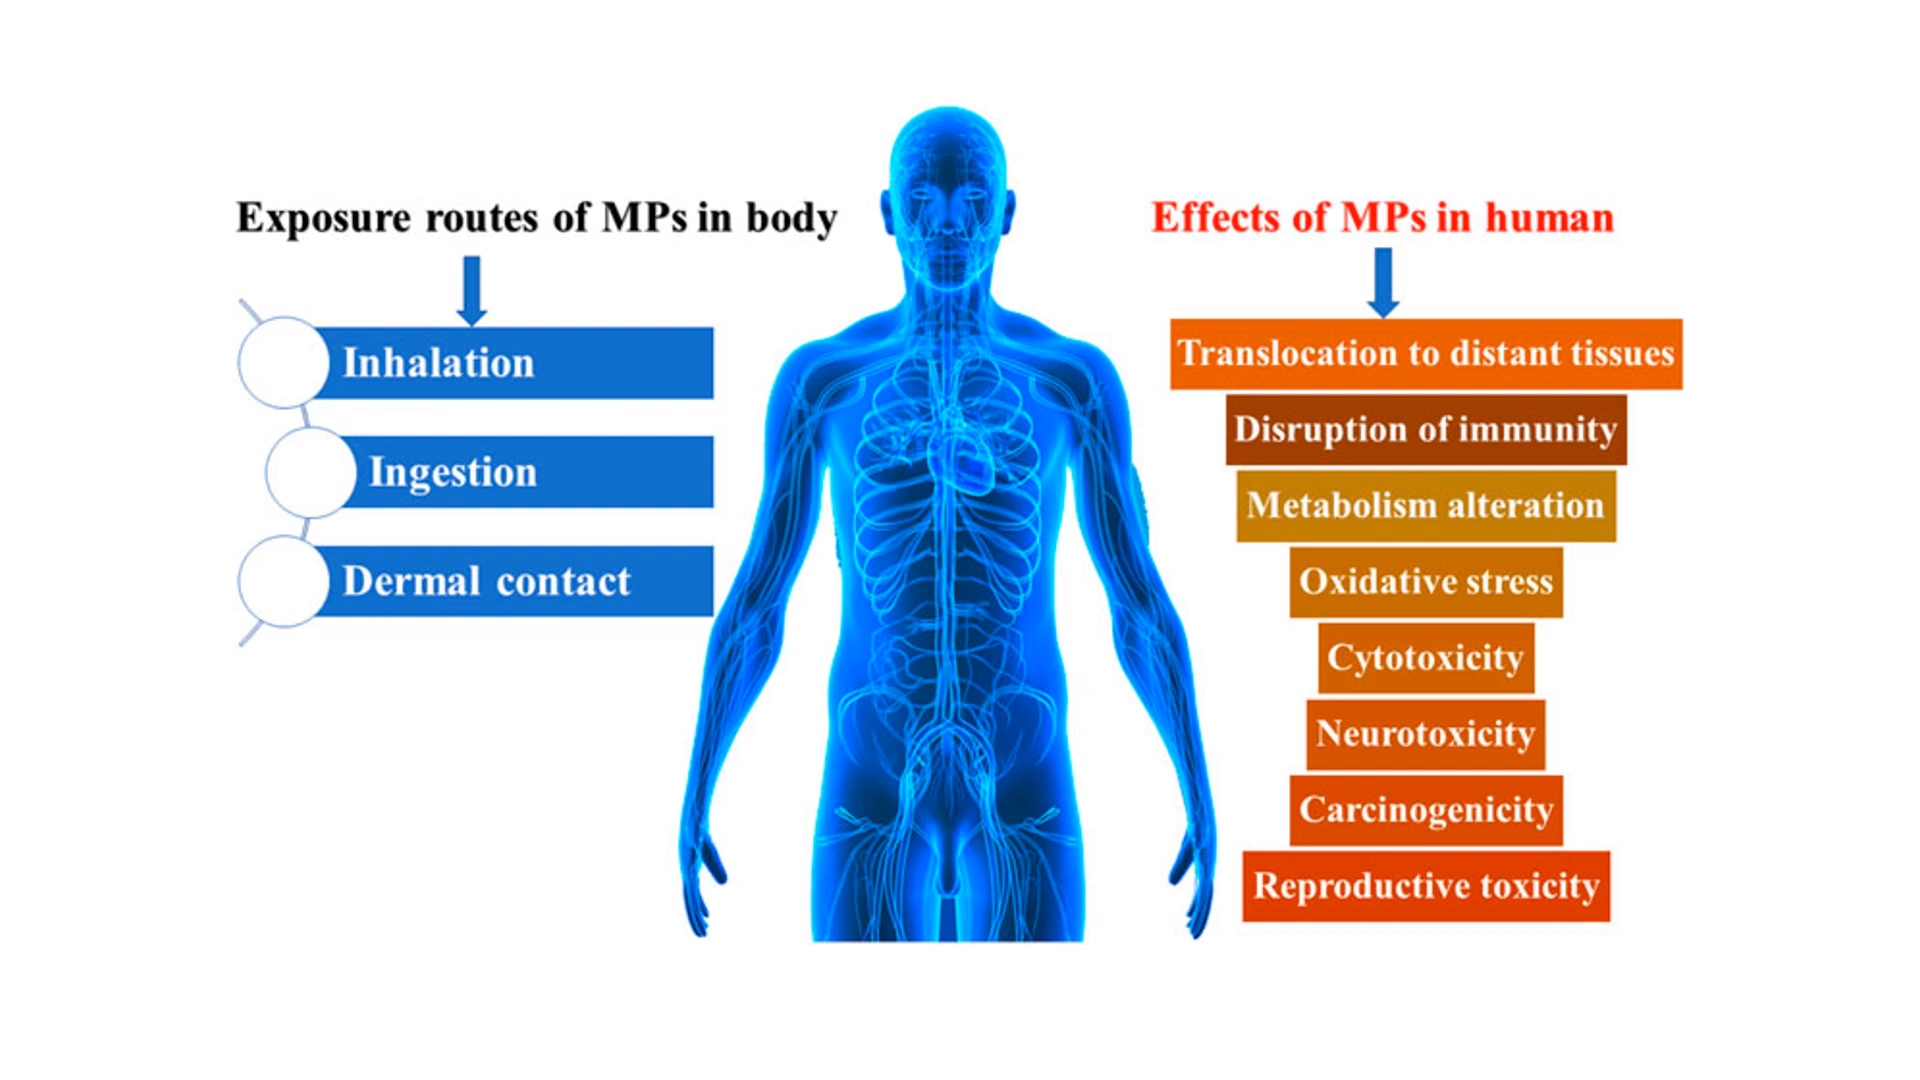 Exposure routes of MPs in body
Inhalation
Ingestion
Dermal contact
Effects of MPs in human
Translocation to distant tissues
Disruption of immunity
Metabolism alteration
Oxidative stress
Cytotoxicity
Neurotoxicity
Carcinogenicity
Reproductive toxicity